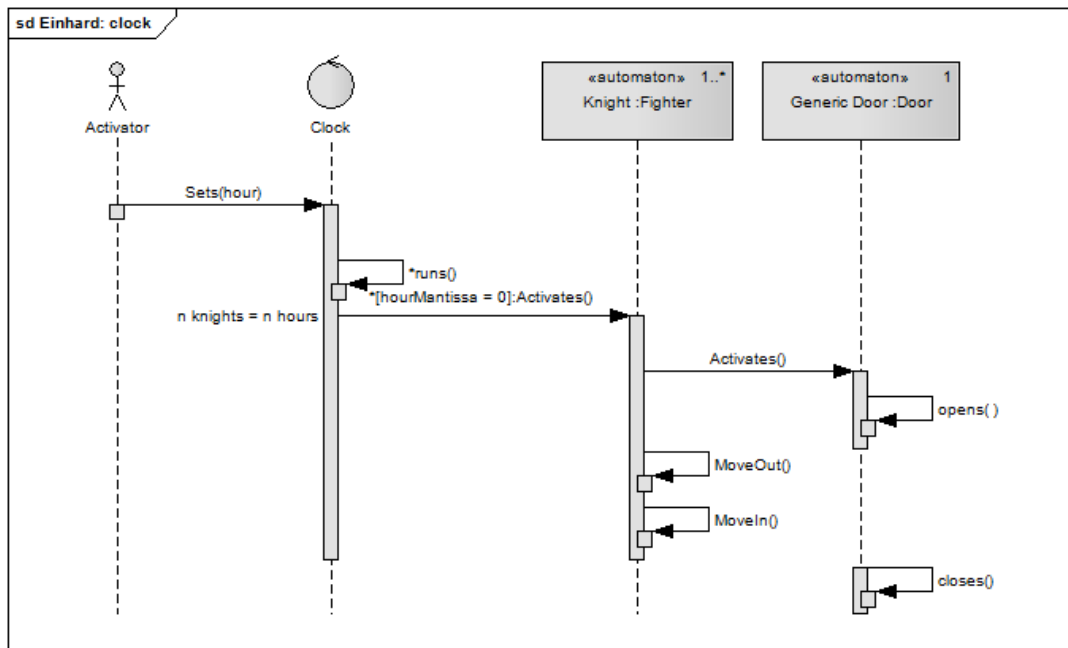 sd Einhard: clock
«automaton» 1..*
Knight :Fighter
«automaton» 1
Generic Door :Door
Activator
Clock
Sets(hour)
*runs()
*[hourMantissa = 0]:Activates()
n knights = n hours
Activates()
opens( )
MoveOut()
MoveIn()
closes()